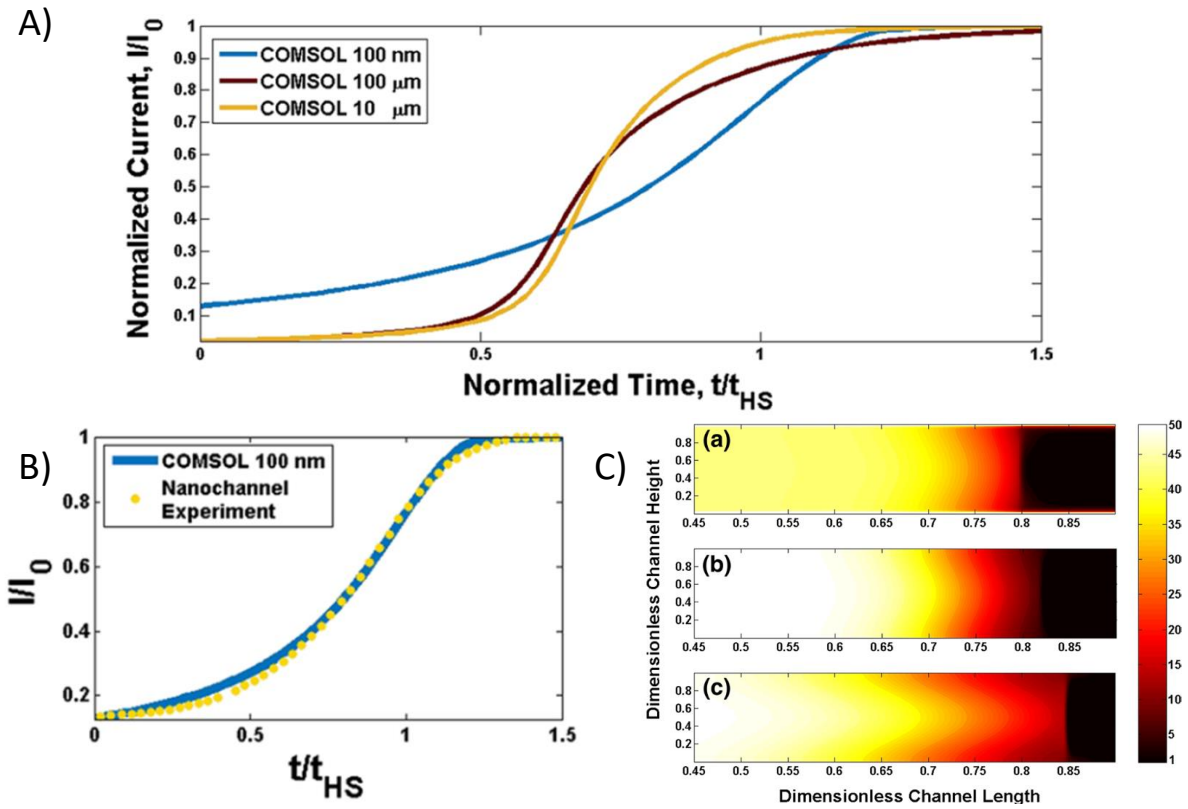 A)
Normalized Current, I/I0
1
0.9
0.8
0.7
0.6
0.5
0.4
0.3
0.2
0.1
COMSOL 100 nm
COMSOL 100 μm
COMSOL 10 μm
0 0.5 1 1.5
Normalized Time, t/tHS
B)
I/I0
1
0.8
0.6
0.4
0.2
COMSOL 100 nm
Nanochannel
Experiment
0 0.5 1 1.5
t/tHS
C)
Dimensionless Channel Height
(a)
0.8
0.6
0.4
0.2
0.45 0.5 0.55 0.6 0.65 0.7 0.75 0.8 0.85
(b)
0.8
0.6
0.4
0.2
0.45 0.5 0.55 0.6 0.65 0.7 0.75 0.8 0.85
(c)
0.8
0.6
0.4
0.2
0.45 0.5 0.55 0.6 0.65 0.7 0.75 0.8 0.85
Dimensionless Channel Length
50
45
40
35
30
25
20
15
10
5
1